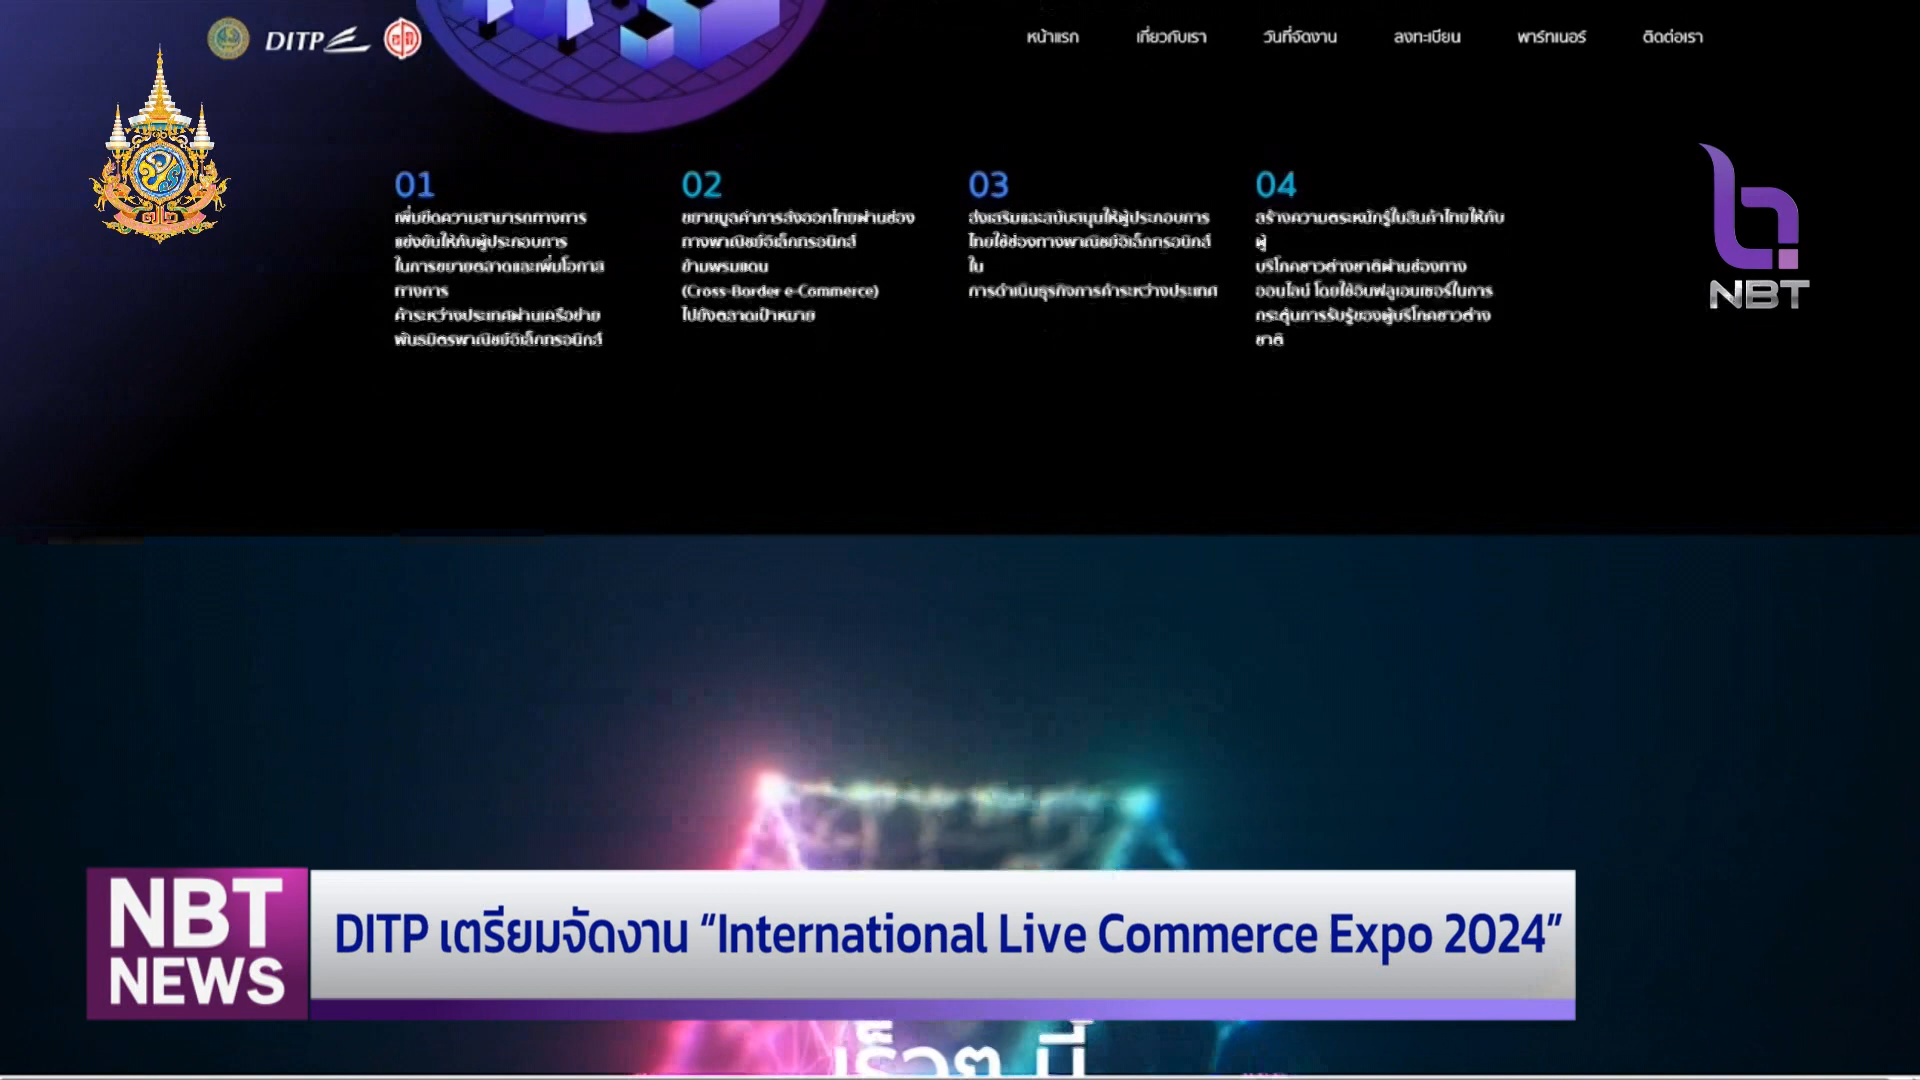 DITP
หน้าแรก
เกี่ยวกับเรา
วันที่จัดงาน
ลงทะเบียน
พาร์ทเนอร์
ติดต่อเรา
01
เพิ่มขีดความสามารถทางการ
แข่งขันให้กับผู้ประกอบการ
ในการขยายตลาดและเพิ่มโอกาส
ทางการ
ค้าระหว่างประเทศผ่านเครือข่าย
พันธมิตรพาณิชย์อิเล็กทรอนิกส์
02
ขยายมูลค่าการส่งออกไทยผ่านช่อง
ทางพาณิชย์อิเล็กทรอนิกส์
ข้ามพรมแดน
(Cross-Border e-Commerce)
ไปยังตลาดเป้าหมาย
03
ส่งเสริมและสนับสนุนให้ผู้ประกอบการ
ไทยใช้ช่องทางพาณิชย์อิเล็กทรอนิกส์
ใน
การดำเนินธุรกิจการค้าระหว่างประเทศ
04
สร้างความตระหนักรู้ในสินค้าไทยให้กับ
ผู้
บริโภคชาวต่างชาติผ่านช่องทาง
ออนไลน์ โดยใช้อินฟลูเอนเซอร์ในการ
กระตุ้นการรับรู้ของผู้บริโภคชาวต่าง
ชาติ
NBT
๗๒
NBT
NEWS
DITP เตรียมจัดงาน “International Live Commerce Expo 2024”
เร็วๆ นี้